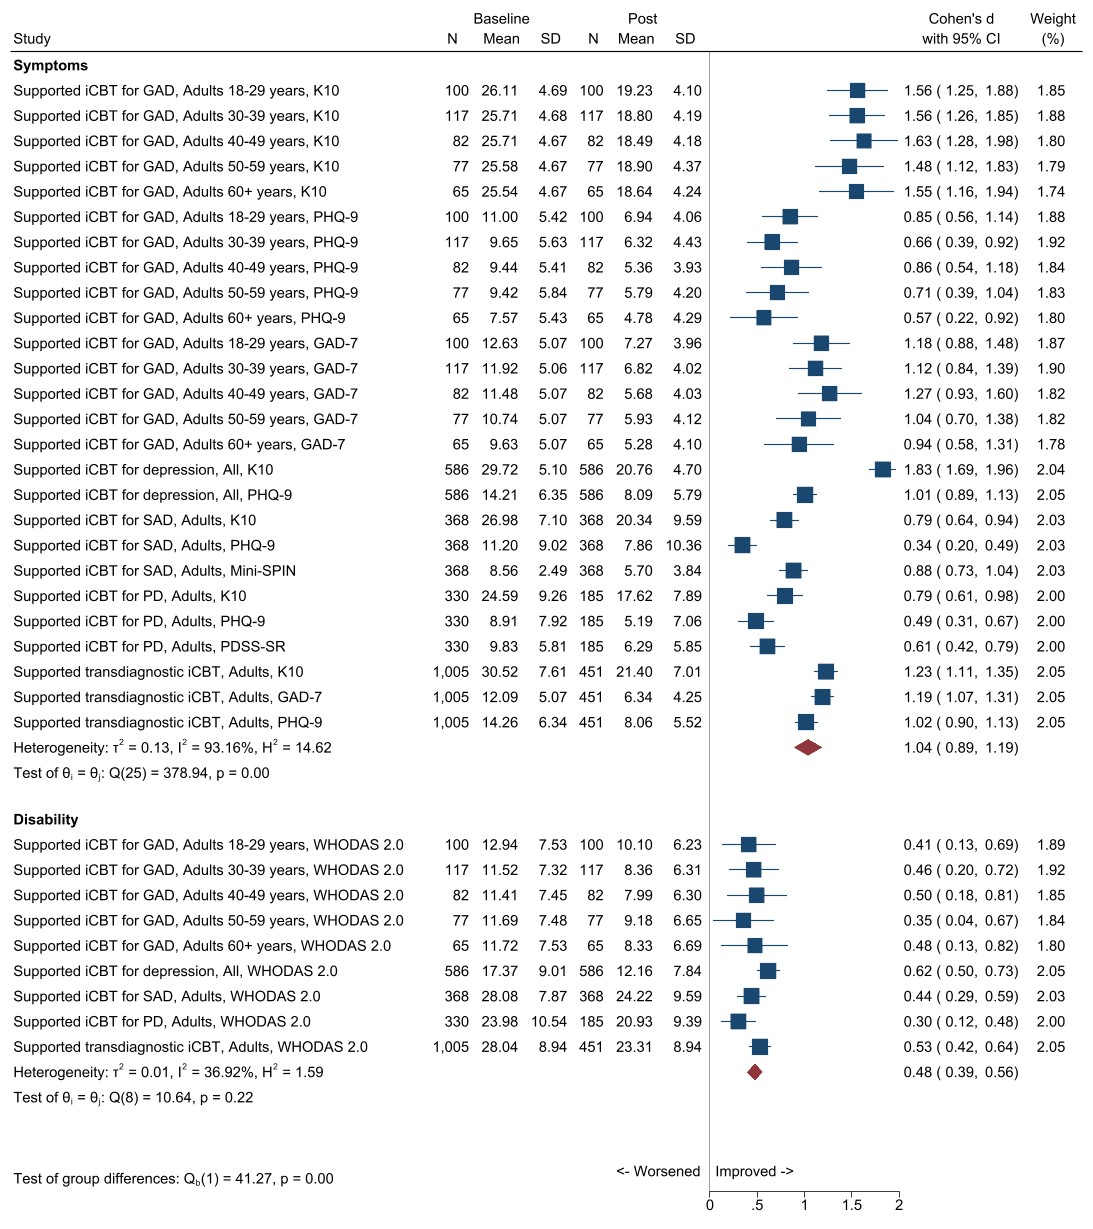 Baseline Post Cohen's d Weight
Study N Mean SD N Mean SD with 95% CI (%)
Symptoms
Supported iCBT for GAD, Adults 18-29 years, K10 100 26.11 4.69 100 19.23 4.10 1.56 ( 1.25, 1.88) 1.85
Supported iCBT for GAD, Adults 30-39 years, K10 117 25.71 4.68 117 18.80 4.19 1.56 ( 1.26, 1.85) 1.88
Supported iCBT for GAD, Adults 40-49 years, K10 82 25.71 4.67 82 18.49 4.18 1.63 ( 1.28, 1.98) 1.80
Supported iCBT for GAD, Adults 50-59 years, K10 77 25.58 4.67 77 18.90 4.37 1.48 ( 1.12, 1.83) 1.79
Supported iCBT for GAD, Adults 60+ years, K10 65 25.54 4.67 65 18.64 4.24 1.55 ( 1.16, 1.94) 1.74
Supported iCBT for GAD, Adults 18-29 years, PHQ-9 100 11.00 5.42 100 6.94 4.06 0.85 ( 0.56, 1.14) 1.88
Supported iCBT for GAD, Adults 30-39 years, PHQ-9 117 9.65 5.63 117 6.32 4.43 0.66 ( 0.39, 0.92) 1.92
Supported iCBT for GAD, Adults 40-49 years, PHQ-9 82 9.44 5.41 82 5.36 3.93 0.86 ( 0.54, 1.18) 1.84
Supported iCBT for GAD, Adults 50-59 years, PHQ-9 77 9.42 5.84 77 5.79 4.20 0.71 ( 0.39, 1.04) 1.83
Supported iCBT for GAD, Adults 60+ years, PHQ-9 65 7.57 5.43 65 4.78 4.29 0.57 ( 0.22, 0.92) 1.80
Supported iCBT for GAD, Adults 18-29 years, GAD-7 100 12.63 5.07 100 7.27 3.96 1.18 ( 0.88, 1.48) 1.87
Supported iCBT for GAD, Adults 30-39 years, GAD-7 117 11.92 5.06 117 6.82 4.02 1.12 ( 0.84, 1.39) 1.90
Supported iCBT for GAD, Adults 40-49 years, GAD-7 82 11.48 5.07 82 5.68 4.03 1.27 ( 0.93, 1.60) 1.82
Supported iCBT for GAD, Adults 50-59 years, GAD-7 77 10.74 5.07 77 5.93 4.12 1.04 ( 0.70, 1.38) 1.82
Supported iCBT for GAD, Adults 60+ years, GAD-7 65 9.63 5.07 65 5.28 4.10 0.94 ( 0.58, 1.31) 1.78
Supported iCBT for depression, All, K10 586 29.72 5.10 586 20.76 4.70 1.83 ( 1.69, 1.96) 2.04
Supported iCBT for depression, All, PHQ-9 586 14.21 6.35 586 8.09 5.79 1.01 ( 0.89, 1.13) 2.05
Supported iCBT for SAD, Adults, K10 368 26.98 7.10 368 20.34 9.59 0.79 ( 0.64, 0.94) 2.03
Supported iCBT for SAD, Adults, PHQ-9 368 11.20 9.02 368 7.86 10.36 0.34 ( 0.20, 0.49) 2.03
Supported iCBT for SAD, Adults, Mini-SPIN 368 8.56 2.49 368 5.70 3.84 0.88 ( 0.73, 1.04) 2.03
Supported iCBT for PD, Adults, K10 330 24.59 9.26 185 17.62 7.89 0.79 ( 0.61, 0.98) 2.00
Supported iCBT for PD, Adults, PHQ-9 330 8.91 7.92 185 5.19 7.06 0.49 ( 0.31, 0.67) 2.00
Supported iCBT for PD, Adults, PDSS-SR 330 9.83 5.81 185 6.29 5.85 0.61 ( 0.42, 0.79) 2.00
Supported transdiagnostic iCBT, Adults, K10 1,005 30.52 7.61 451 21.40 7.01 1.23 ( 1.11, 1.35) 2.05
Supported transdiagnostic iCBT, Adults, GAD-7 1,005 12.09 5.07 451 6.34 4.25 1.19 ( 1.07, 1.31) 2.05
Supported transdiagnostic iCBT, Adults, PHQ-9 1,005 14.26 6.34 451 8.06 5.52 1.02 ( 0.90, 1.13) 2.05
Heterogeneity: τ² = 0.13, I² = 93.16%, H² = 14.62 1.04 ( 0.89, 1.19)
Test of θᵢ = θⱼ: Q(25) = 378.94, p = 0.00
Disability
Supported iCBT for GAD, Adults 18-29 years, WHODAS 2.0 100 12.94 7.53 100 10.10 6.23 0.41 ( 0.13, 0.69) 1.89
Supported iCBT for GAD, Adults 30-39 years, WHODAS 2.0 117 11.52 7.32 117 8.36 6.31 0.46 ( 0.20, 0.72) 1.92
Supported iCBT for GAD, Adults 40-49 years, WHODAS 2.0 82 11.41 7.45 82 7.99 6.30 0.50 ( 0.18, 0.81) 1.85
Supported iCBT for GAD, Adults 50-59 years, WHODAS 2.0 77 11.69 7.48 77 9.18 6.65 0.35 ( 0.04, 0.67) 1.84
Supported iCBT for GAD, Adults 60+ years, WHODAS 2.0 65 11.72 7.53 65 8.33 6.69 0.48 ( 0.13, 0.82) 1.80
Supported iCBT for depression, All, WHODAS 2.0 586 17.37 9.01 586 12.16 7.84 0.62 ( 0.50, 0.73) 2.05
Supported iCBT for SAD, Adults, WHODAS 2.0 368 28.08 7.87 368 24.22 9.59 0.44 ( 0.29, 0.59) 2.03
Supported iCBT for PD, Adults, WHODAS 2.0 330 23.98 10.54 185 20.93 9.39 0.30 ( 0.12, 0.48) 2.00
Supported transdiagnostic iCBT, Adults, WHODAS 2.0 1,005 28.04 8.94 451 23.31 8.94 0.53 ( 0.42, 0.64) 2.05
Heterogeneity: τ² = 0.01, I² = 36.92%, H² = 1.59 0.48 ( 0.39, 0.56)
Test of θᵢ = θⱼ: Q(8) = 10.64, p = 0.22
<- Worsened Improved ->
Test of group differences: Q_b(1) = 41.27, p = 0.00
0 .5 1 1.5 2